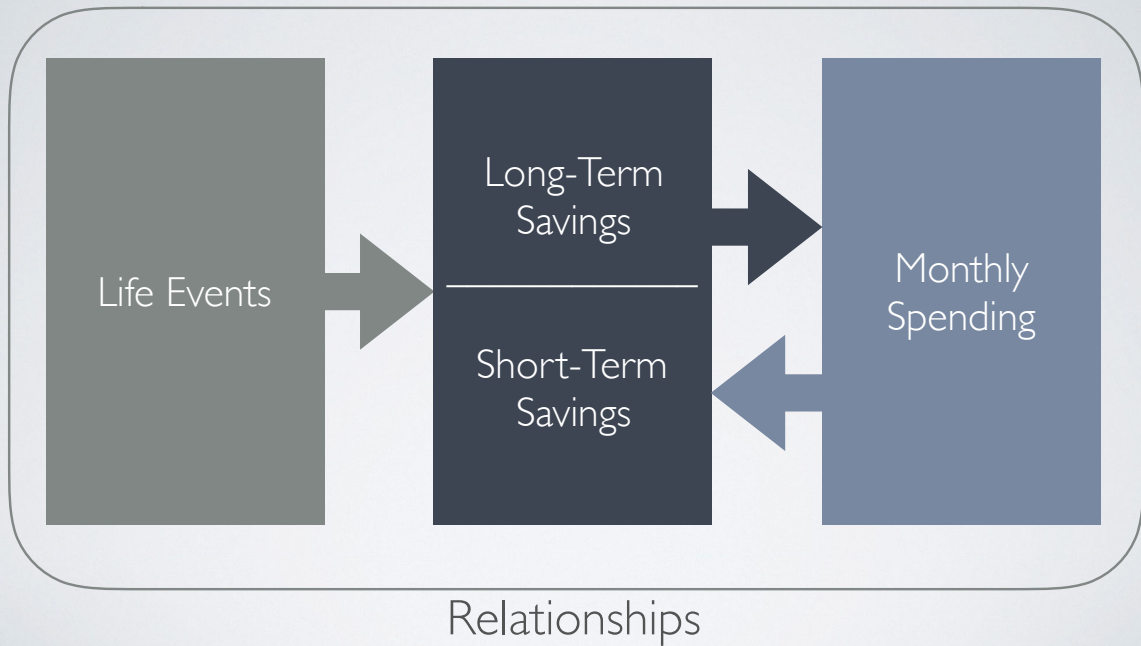 Life Events
Long-Term
Savings
Short-Term
Savings
Monthly
Spending
Relationships